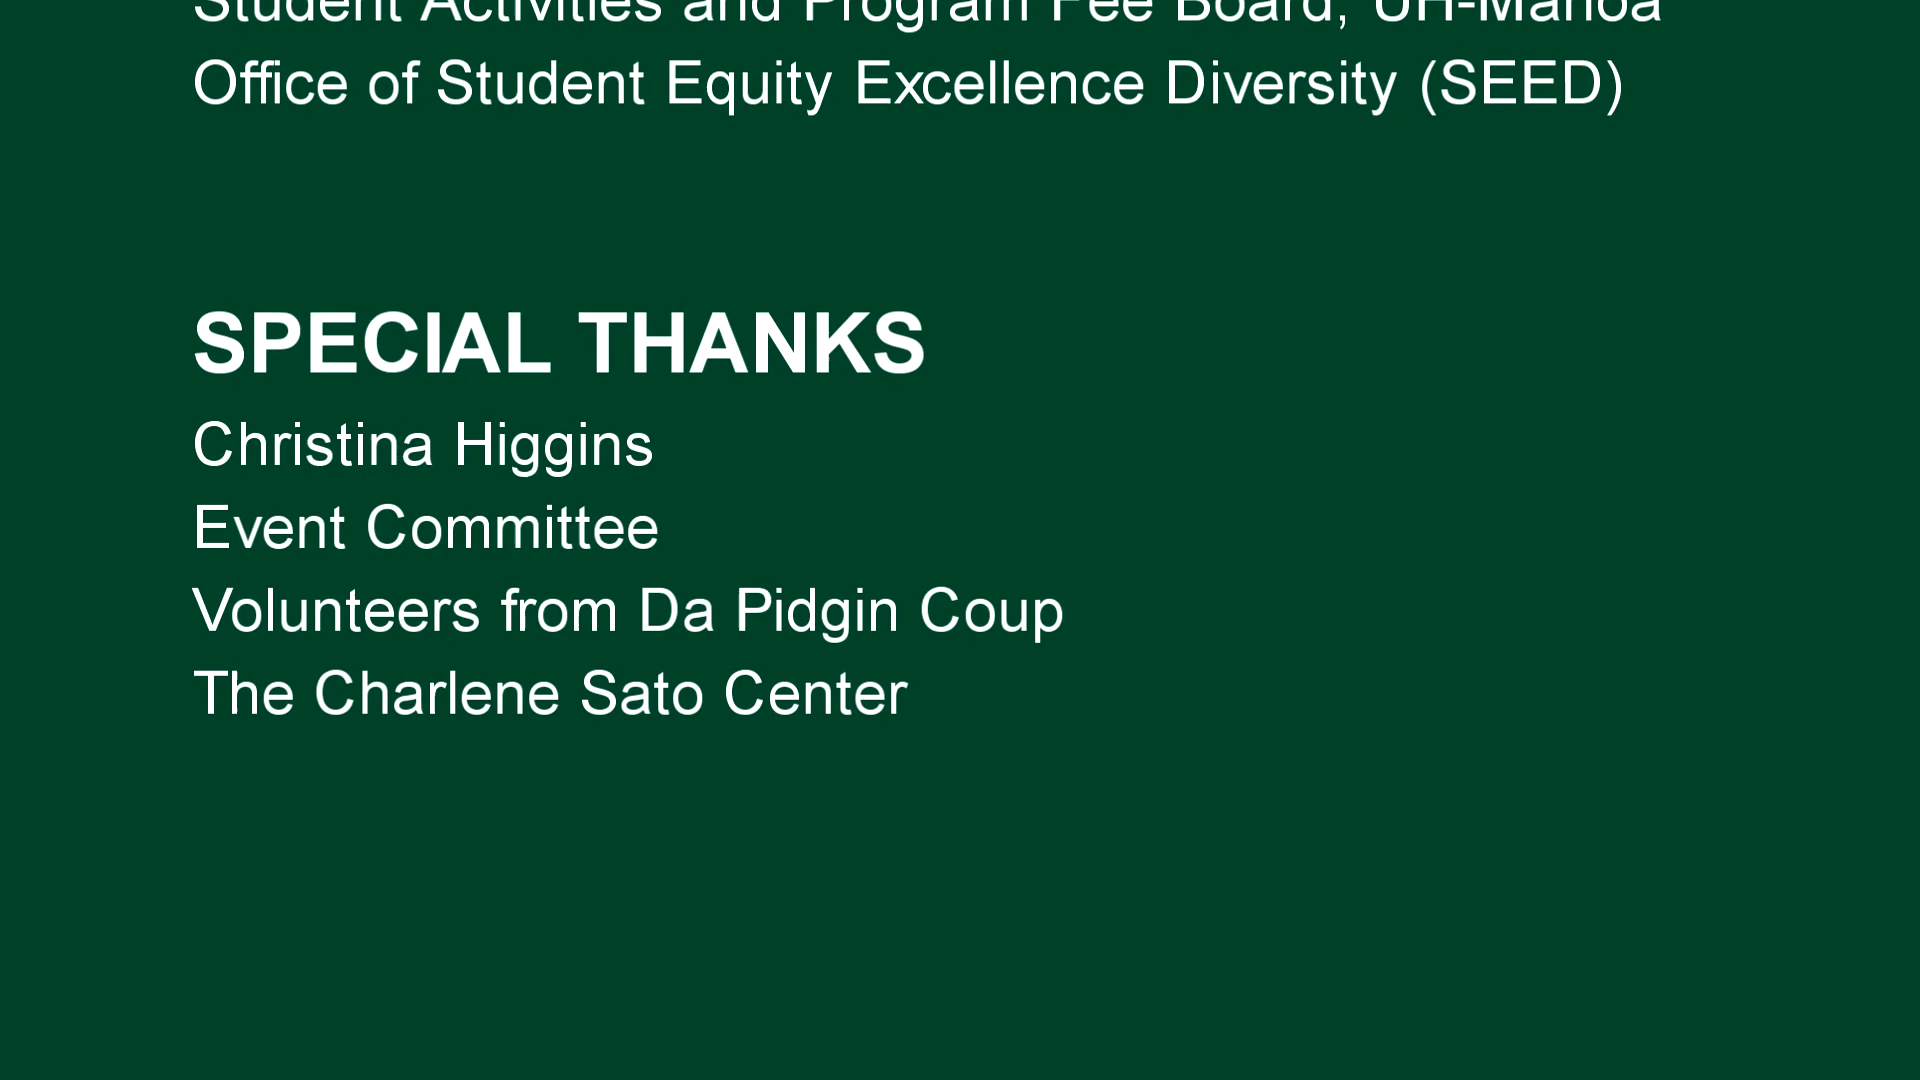 Student Activities and Program Fee Board, UH-Manoa
Office of Student Equity Excellence Diversity (SEED)
SPECIAL THANKS
Christina Higgins
Event Committee
Volunteers from Da Pidgin Coup
The Charlene Sato Center